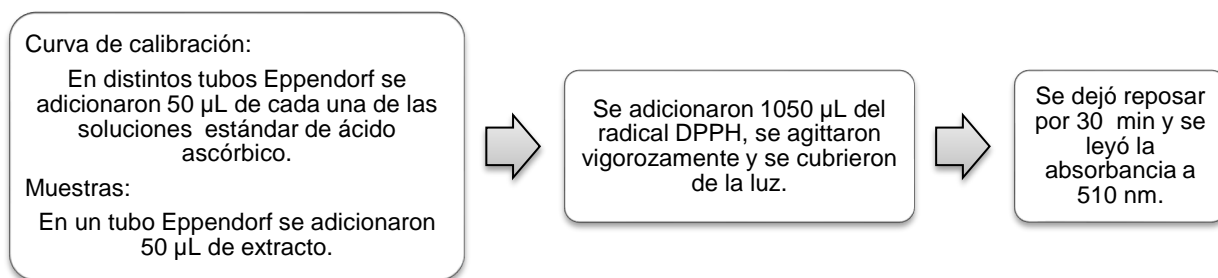 Curva de calibración:
En distintos tubos Eppendorf se
adicionaron 50 µL de cada una de las
soluciones estándar de ácido
ascórbico.
Muestras:
En un tubo Eppendorf se adicionaron
50 µL de extracto.
Se adicionaron 1050 µL del
radical DPPH, se agittaron
vigorozamente y se cubrieron
de la luz.
Se dejó reposar
por 30 min y se
leyó la
absorbancia a
510 nm.